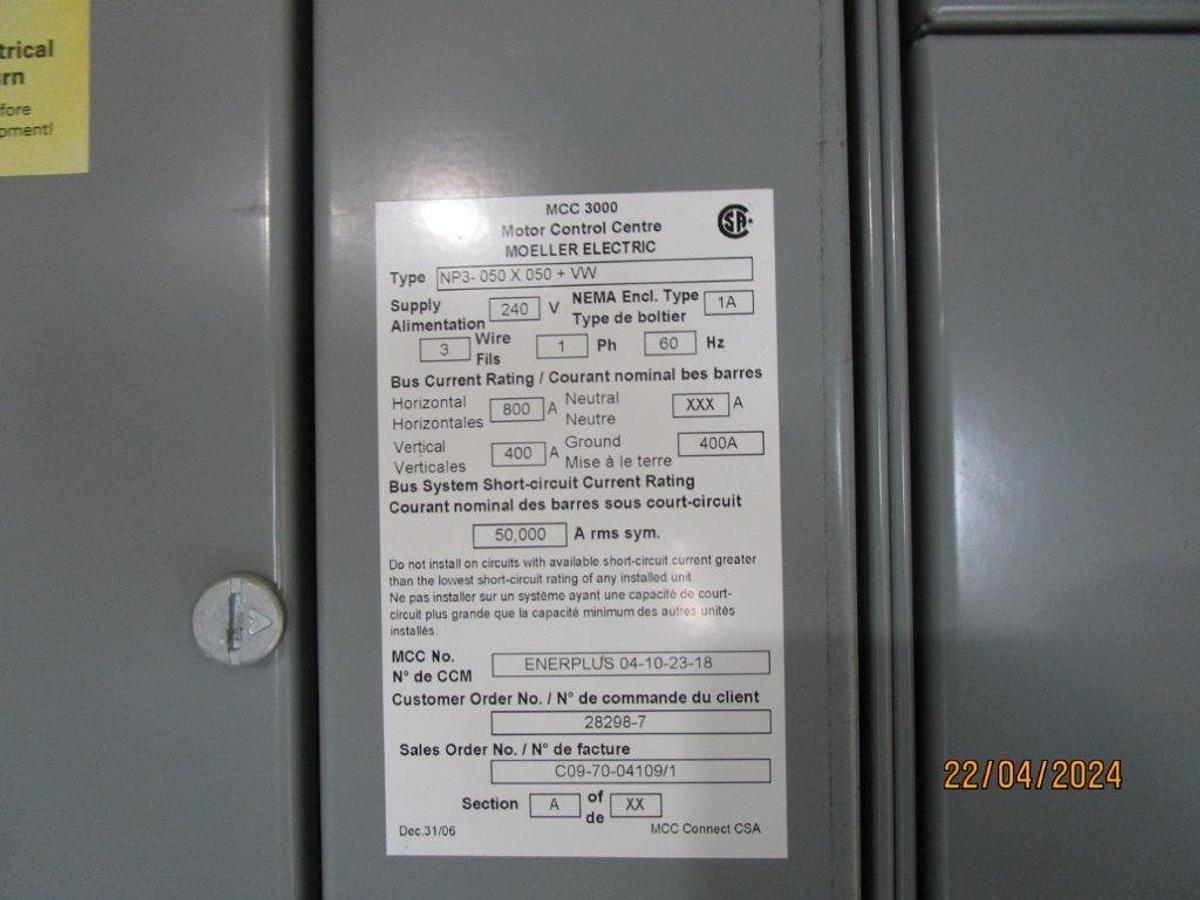 trical
rn
fore
pment!
MCC 3000
Motor Control Centre
MOELLER ELECTRIC
SA
Type NP3- 050 X 050 + VW
Supply
Alimentation 240 V NEMA Encl. Type
Type de boîtier 1A
3 Wire
Fils 1 Ph 60 Hz
Bus Current Rating / Courant nominal bes barres
Horizontal
Horizontales 800 A Neutral
Neutre XXX A
Vertical
Verticales 400 A Ground
Mise à le terre 400A
Bus System Short-circuit Current Rating
Courant nominal des barres sous court-circuit
50,000 A rms sym.
Do not install on circuits with available short-circuit current greater
than the lowest short-circuit rating of any installed unit
Ne pas installer sur un système ayant une capacité de court-
circuit plus grande que la capacité minimum des autres unités
installés.
MCC No.
N° de CCM ENERPLUS 04-10-23-18
Customer Order No. / N° de commande du client
28298-7
Sales Order No. / N° de facture
C09-70-04109/1
Section A of
de XX
Dec.31/06 MCC Connect CSA
22/04/2024